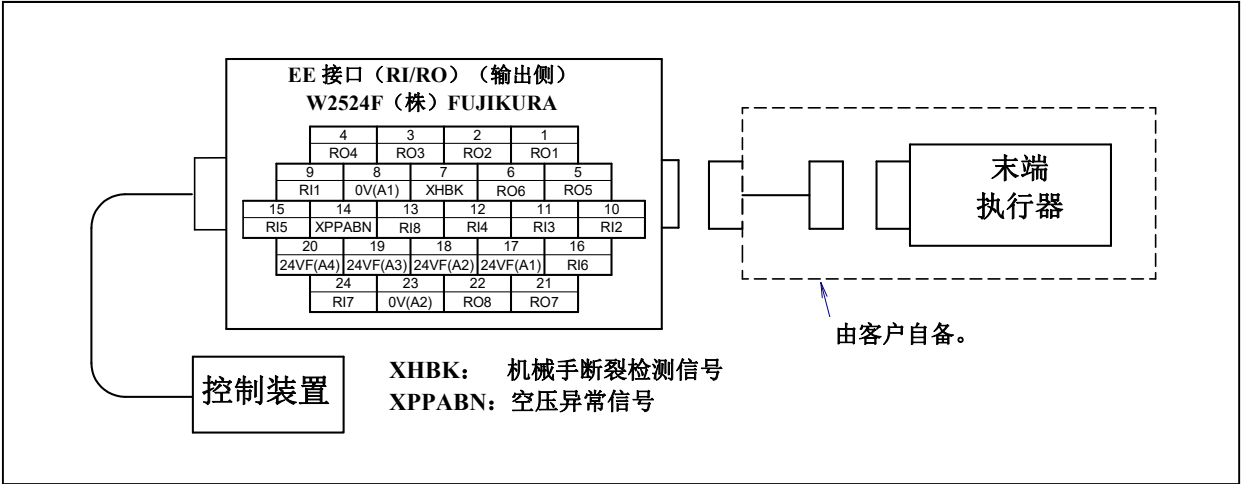 EE 接口（RI/RO）（输出侧）
W2524F（株）FUJIKURA
4 3 2 1
RO4 RO3 RO2 RO1
9 8 7 6 5
RI1 0V(A1) XHBK RO6 RO5
15 14 13 12 11 10
RI5 XPPABN RI8 RI4 RI3 RI2
20 19 18 17 16
24VF(A4) 24VF(A3) 24VF(A2) 24VF(A1) RI6
24 23 22 21
RI7 0V(A2) RO8 RO7
末端
执行器
由客户自备。
控制装置
XHBK： 机械手断裂检测信号
XPPABN：空压异常信号